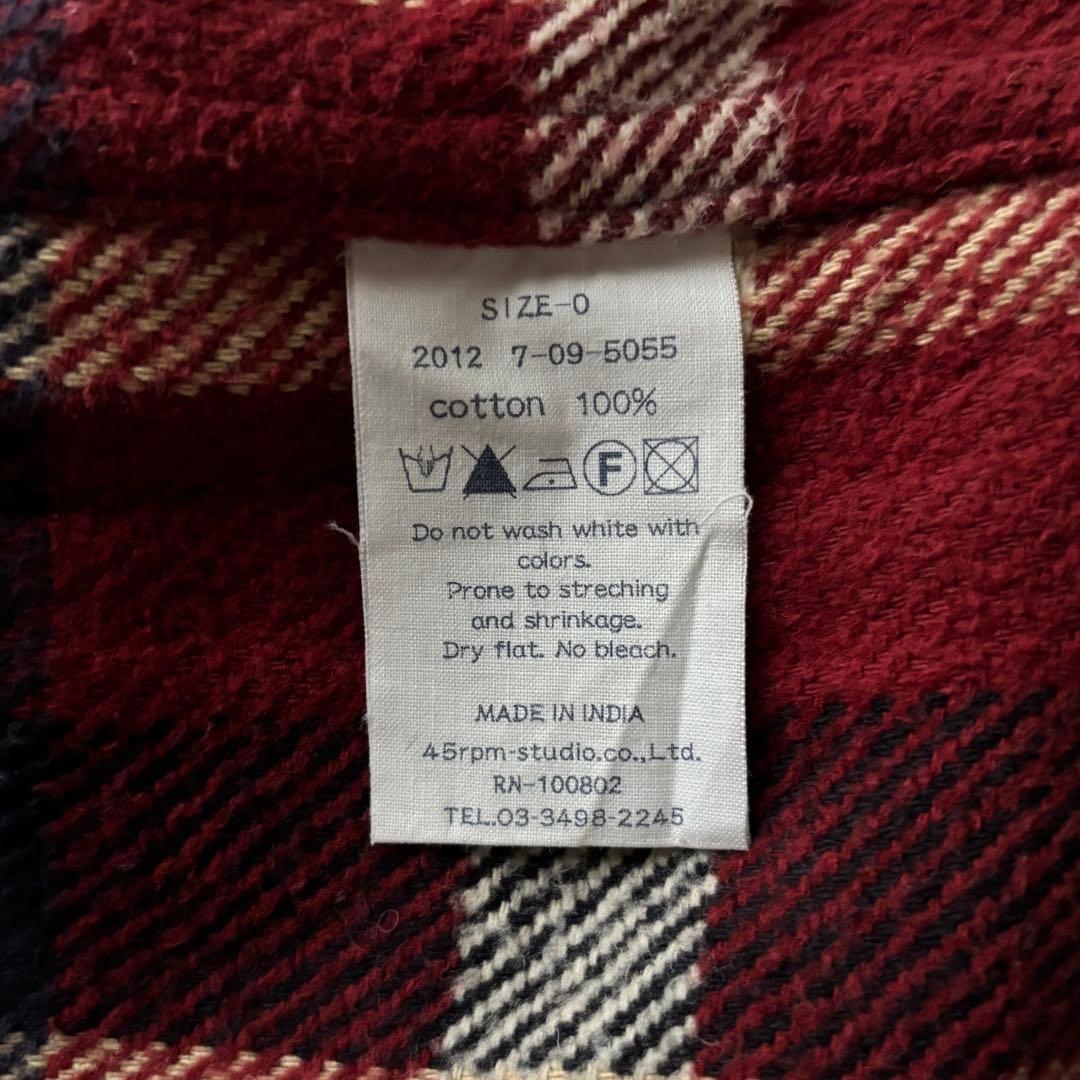 SIZE-0
2012 7-09-5055
cotton 100%
F
Do not wash white with
colors.
Prone to streching
and shrinkage.
Dry flat. No bleach.
MADE IN INDIA
45rpm-studio.co.,Ltd.
RN-100802
TEL.03-3498-2245